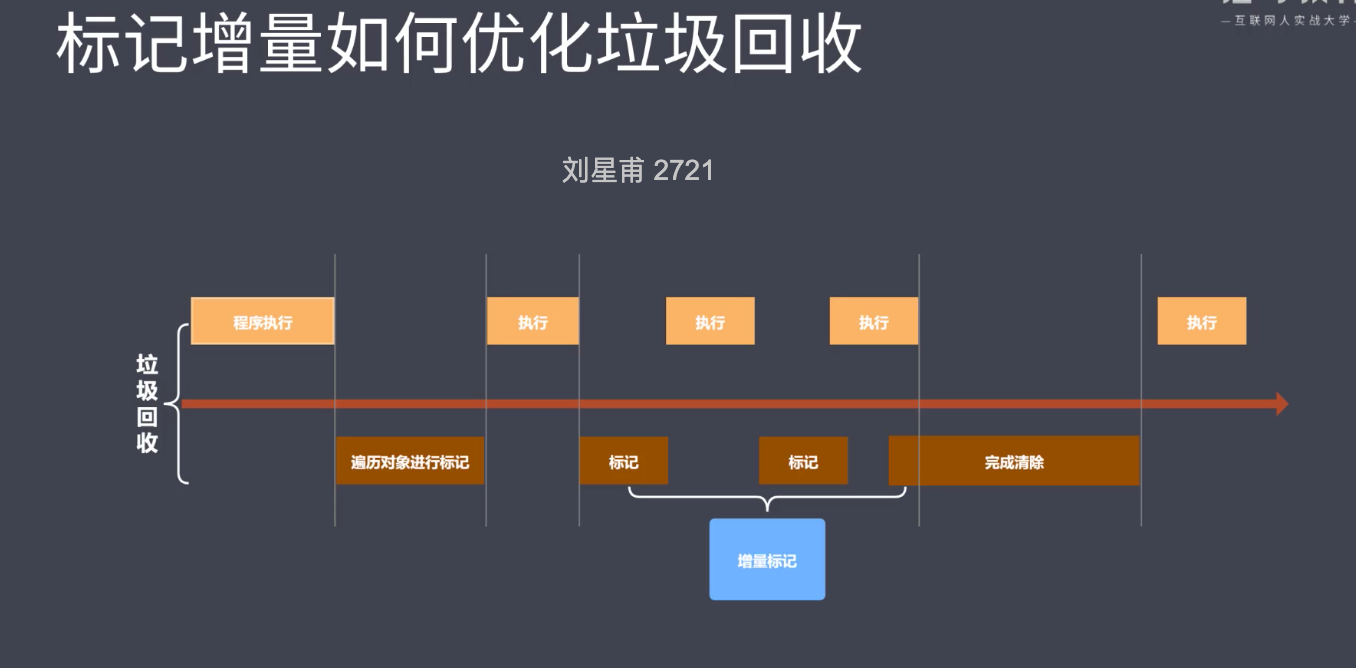 —互联网人实战大学
标记增量如何优化垃圾回收
刘星甫 2721
程序执行
执行
执行
执行
执行
垃圾回收
遍历对象进行标记
标记
标记
完成清除
增量标记